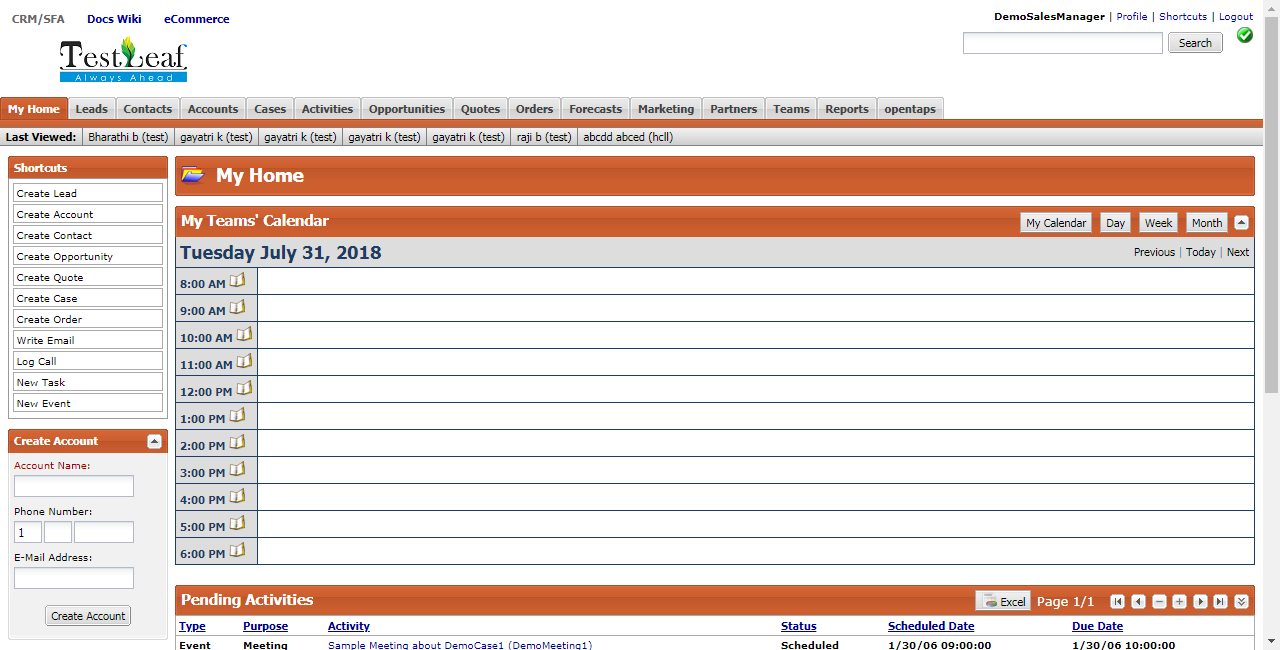 CRM/SFA Docs Wiki eCommerce
DemoSalesManager | Profile | Shortcuts | Logout
Search
TestLeaf
Always Ahead
My Home Leads Contacts Accounts Cases Activities Opportunities Quotes Orders Forecasts Marketing Partners Teams Reports opentaps
Last Viewed: Bharathi b (test) gayatri k (test) gayatri k (test) gayatri k (test) gayatri k (test) raji b (test) abcdd abced (hcll)
Shortcuts
Create Lead
Create Account
Create Contact
Create Opportunity
Create Quote
Create Case
Create Order
Write Email
Log Call
New Task
New Event
Create Account
Account Name:
Phone Number:
1
E-Mail Address:
Create Account
My Home
My Teams' Calendar My Calendar Day Week Month
Tuesday July 31, 2018 Previous | Today | Next
8:00 AM
9:00 AM
10:00 AM
11:00 AM
12:00 PM
1:00 PM
2:00 PM
3:00 PM
4:00 PM
5:00 PM
6:00 PM
Pending Activities Excel Page 1/1
Type Purpose Activity Status Scheduled Date Due Date
Event Meeting Sample Meeting about DemoCase1 (DemoMeeting1) Scheduled 1/30/06 09:00:00 1/30/06 10:00:00